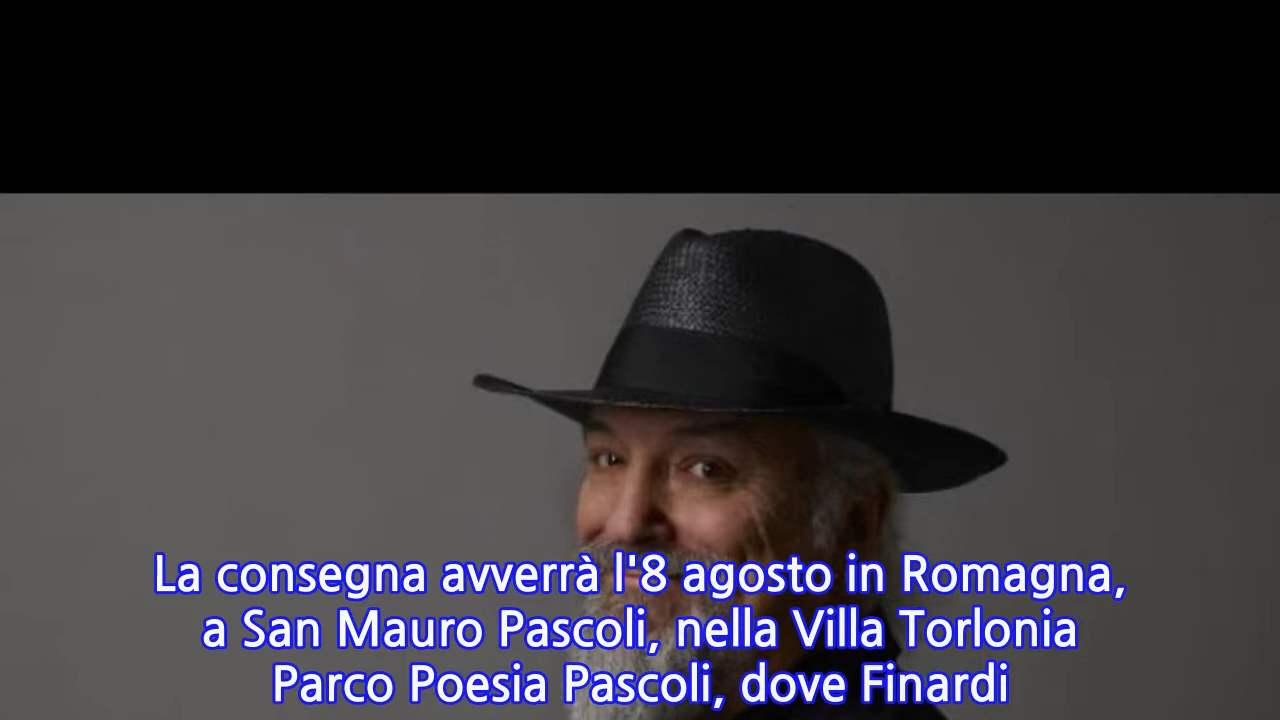 La consegna avverrà l'8 agosto in Romagna,
a San Mauro Pascoli, nella Villa Torlonia
Parco Poesia Pascoli, dove Finardi